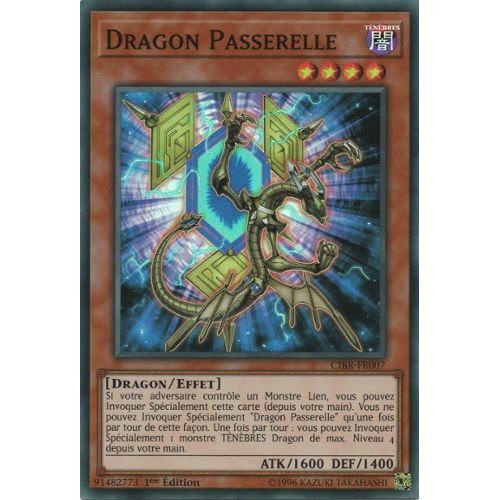 DRAGON PASSERELLE
TÉNÈBRES
闇
CIBR-FR007
[DRAGON/EFFET]
Si votre adversaire contrôle un Monstre Lien, vous pouvez
Invoquer Spécialement cette carte (depuis votre main). Vous ne
pouvez Invoquer Spécialement "Dragon Passerelle" qu'une fois
par tour de cette façon. Une fois par tour : vous pouvez Invoquer
Spécialement 1 monstre TÉNÈBRES Dragon de max. Niveau 4
depuis votre main.
ATK/1600 DEF/1400
91482773 1ère Édition ©1996 KAZUKI TAKAHASHI